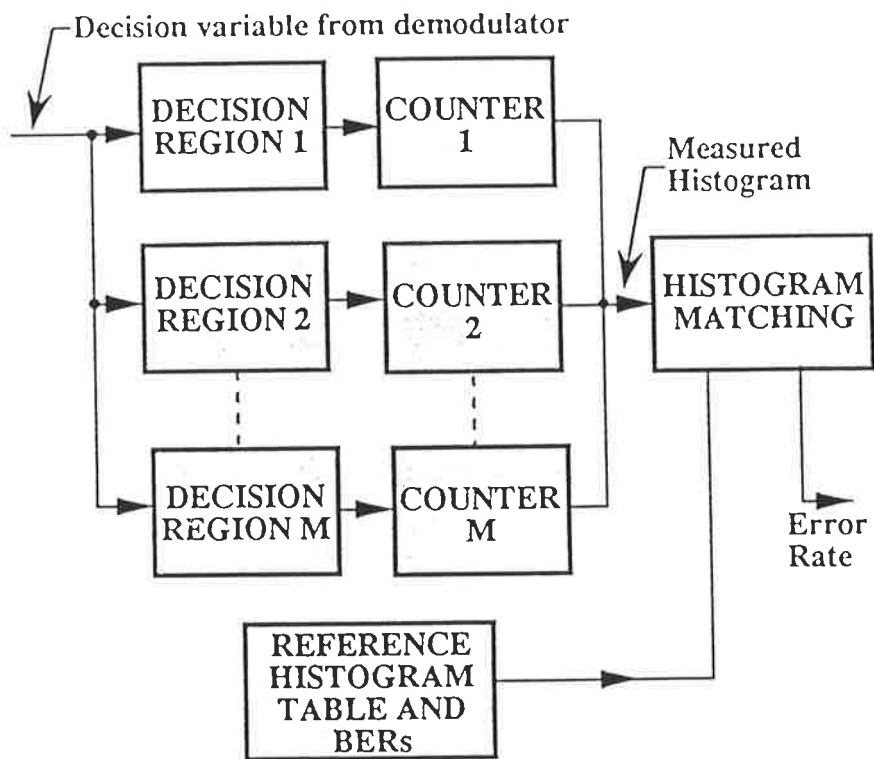 Decision variable from demodulator
DECISION
REGION 1
COUNTER
1
Measured
Histogram
DECISION
REGION 2
COUNTER
2
HISTOGRAM
MATCHING
DECISION
REGION M
COUNTER
M
Error
Rate
REFERENCE
HISTOGRAM
TABLE AND
BERs